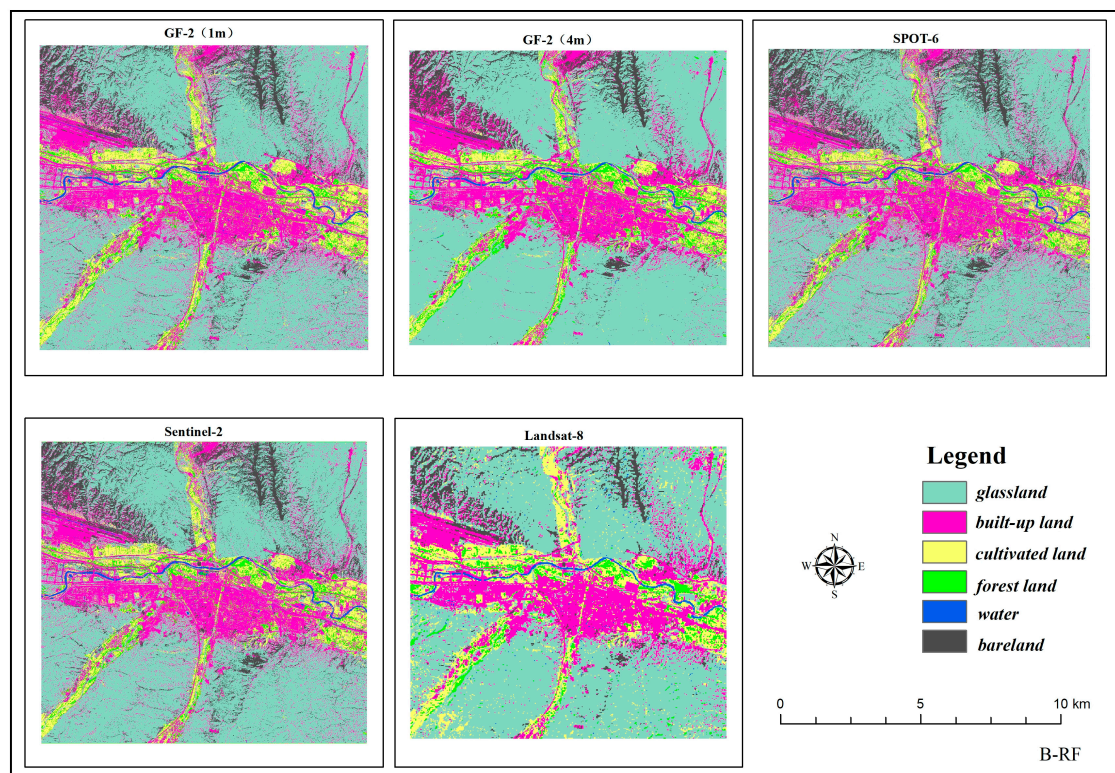 GF-2（1m）
GF-2（4m）
SPOT-6
Sentinel-2
Landsat-8
Legend
glassland
built-up land
cultivated land
forest land
water
bareland
N
W E
S
0 5 10 km
B-RF